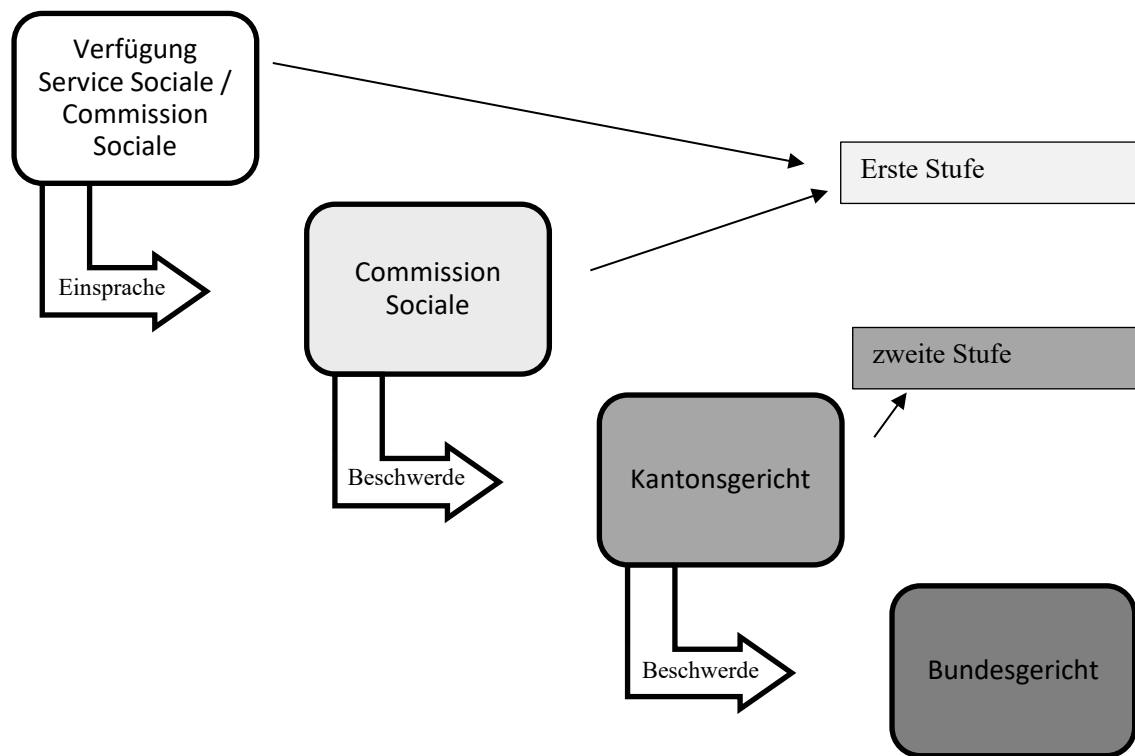 Verfügung
Service Sociale /
Commission
Sociale
Erste Stufe
Einsprache
Commission
Sociale
zweite Stufe
Beschwerde
Kantonsgericht
Beschwerde
Bundesgericht